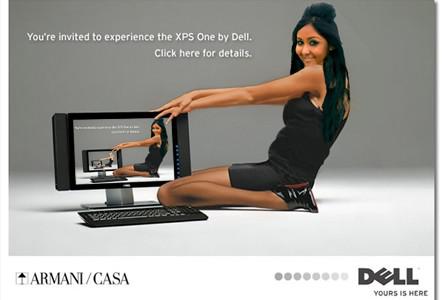 You're invited to experience the XPS One by Dell.
Click here for details.
ARMANI / CASA
DELL
YOURS IS HERE